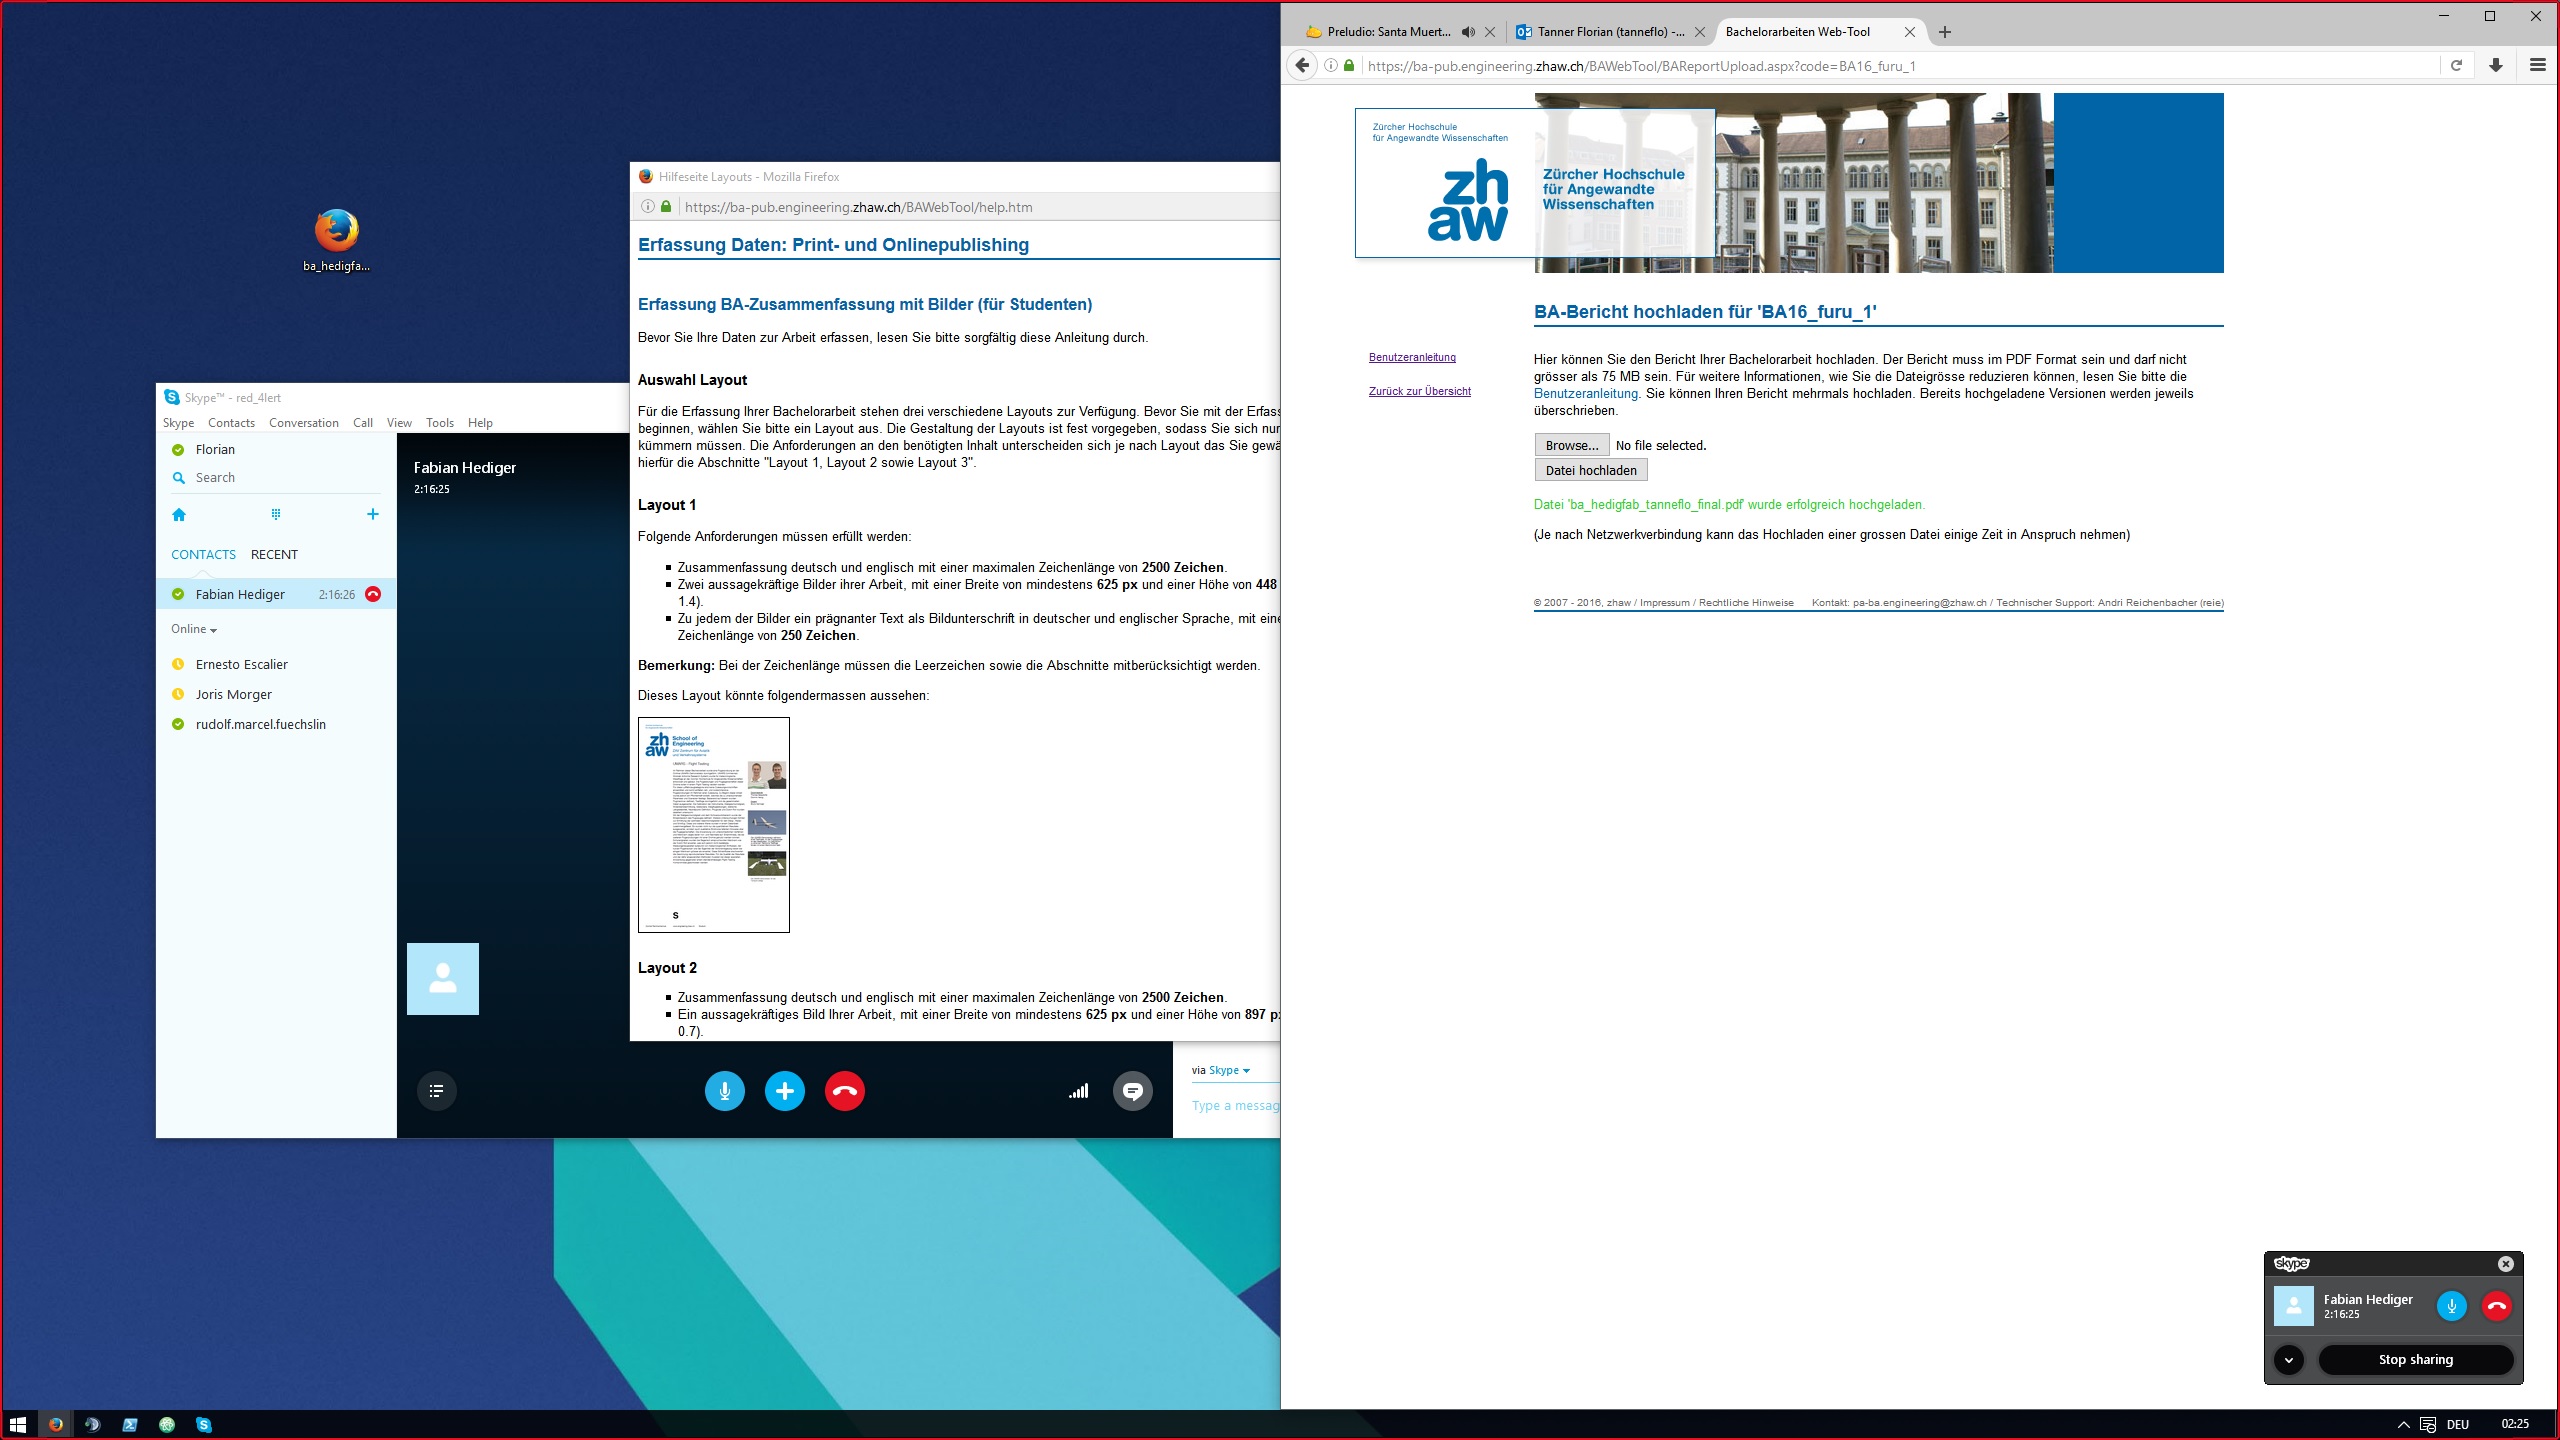 ba_hedigfa...
Skype™ - red_4lert
Skype Contacts Conversation Call View Tools Help
Florian
Search
CONTACTS RECENT
Fabian Hediger 2:16:26
Online
Ernesto Escalier
Joris Morger
rudolf.marcel.fuechslin
Fabian Hediger
2:16:25
via Skype
Type a messag
Hilfeseite Layouts - Mozilla Firefox
https://ba-pub.engineering.zhaw.ch/BAWebTool/help.htm
Erfassung Daten: Print- und Onlinepublishing
Erfassung BA-Zusammenfassung mit Bilder (für Studenten)
Bevor Sie Ihre Daten zur Arbeit erfassen, lesen Sie bitte sorgfältig diese Anleitung durch.
Auswahl Layout
Für die Erfassung Ihrer Bachelorarbeit stehen drei verschiedene Layouts zur Verfügung. Bevor Sie mit der Erfass
beginnen, wählen Sie bitte ein Layout aus. Die Gestaltung der Layouts ist fest vorgegeben, sodass Sie sich nur
kümmern müssen. Die Anforderungen an den benötigten Inhalt unterscheiden sich je nach Layout das Sie gewä
hierfür die Abschnitte "Layout 1, Layout 2 sowie Layout 3".
Layout 1
Folgende Anforderungen müssen erfüllt werden:
Zusammenfassung deutsch und englisch mit einer maximalen Zeichenlänge von 2500 Zeichen.
Zwei aussagekräftige Bilder ihrer Arbeit, mit einer Breite von mindestens 625 px und einer Höhe von 448
1.4).
Zu jedem der Bilder ein prägnanter Text als Bildunterschrift in deutscher und englischer Sprache, mit eine
Zeichenlänge von 250 Zeichen.
Bemerkung: Bei der Zeichenlänge müssen die Leerzeichen sowie die Abschnitte mitberücksichtigt werden.
Dieses Layout könnte folgendermassen aussehen:
zh
aw
School of
Engineering
S
Layout 2
Zusammenfassung deutsch und englisch mit einer maximalen Zeichenlänge von 2500 Zeichen.
Ein aussagekräftiges Bild Ihrer Arbeit, mit einer Breite von mindestens 625 px und einer Höhe von 897 px
0.7).
Preludio: Santa Muert...
Tanner Florian (tanneflo) -...
Bachelorarbeiten Web-Tool
https://ba-pub.engineering.zhaw.ch/BAWebTool/BAReportUpload.aspx?code=BA16_furu_1
Zürcher Hochschule
für Angewandte Wissenschaften
zh
aw
Zürcher Hochschule
für Angewandte
Wissenschaften
BA-Bericht hochladen für 'BA16_furu_1'
Benutzeranleitung
Zurück zur Übersicht
Hier können Sie den Bericht Ihrer Bachelorarbeit hochladen. Der Bericht muss im PDF Format sein und darf nicht
grösser als 75 MB sein. Für weitere Informationen, wie Sie die Dateigrösse reduzieren können, lesen Sie bitte die
Benutzeranleitung. Sie können Ihren Bericht mehrmals hochladen. Bereits hochgeladene Versionen werden jeweils
überschrieben.
Browse... No file selected.
Datei hochladen
Datei 'ba_hedigfab_tanneflo_final.pdf' wurde erfolgreich hochgeladen.
(Je nach Netzwerkverbindung kann das Hochladen einer grossen Datei einige Zeit in Anspruch nehmen)
© 2007 - 2016, zhaw / Impressum / Rechtliche Hinweise Kontakt: pa-ba.engineering@zhaw.ch / Technischer Support: Andri Reichenbacher (reie)
skype
Fabian Hediger
2:16:25
Stop sharing
DEU 02:25